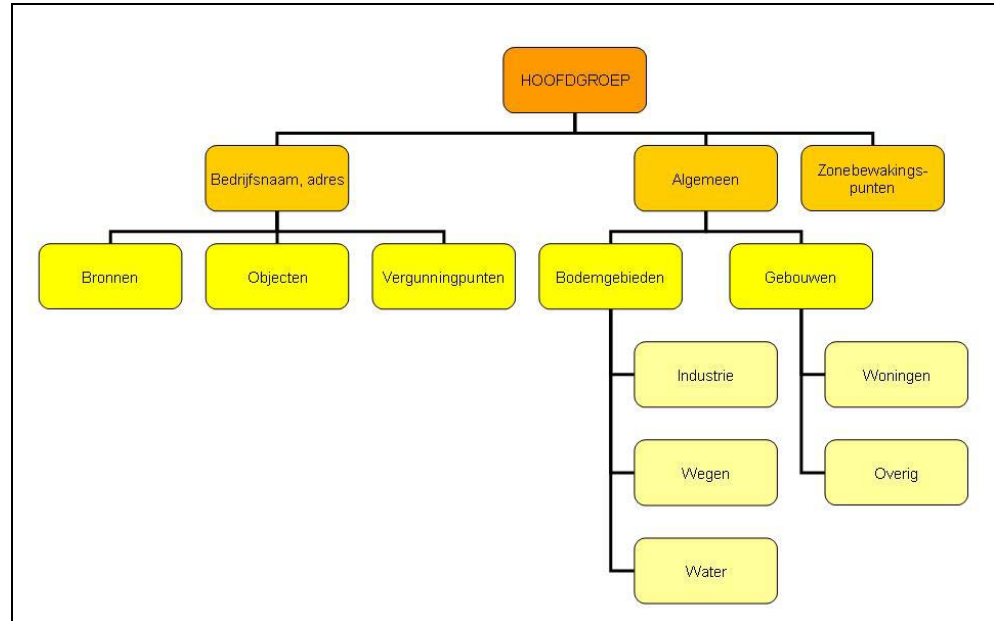 HOOFDGROEP
Bedrijfsnaam, adres
Algemeen
Zonebewakings-
punten
Bronnen
Objecten
Vergunningpunten
Bodemgebieden
Gebouwen
Industrie
Woningen
Wegen
Overig
Water